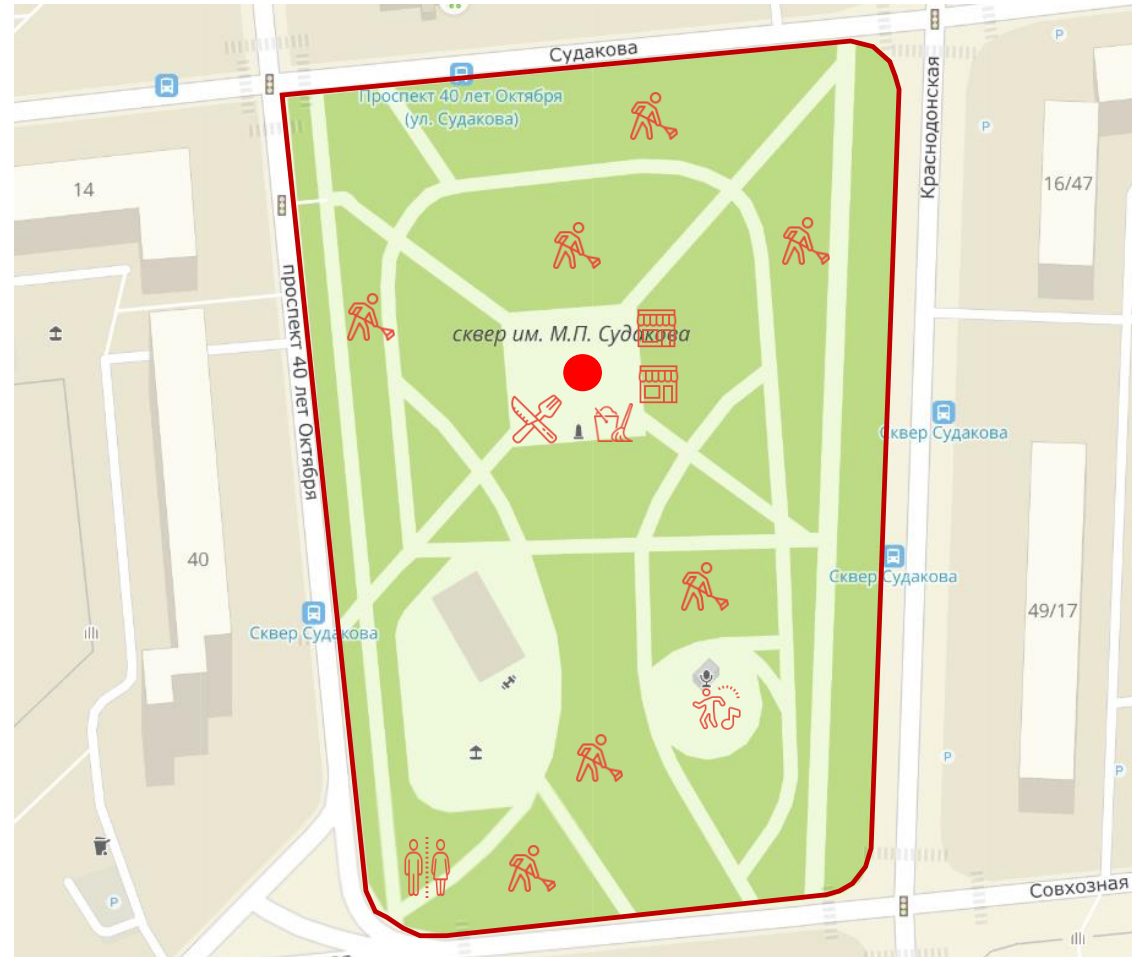 Судакова
Проспект 40 лет Октября
(ул. Судакова)
P
Краснодонская
P
14
16/47
проспект 40 лет Октября
сквер им. М.П. Судакова
Сквер Судакова
40
Сквер Судакова
49/17
Сквер Судакова
P
P
P
Совхозная